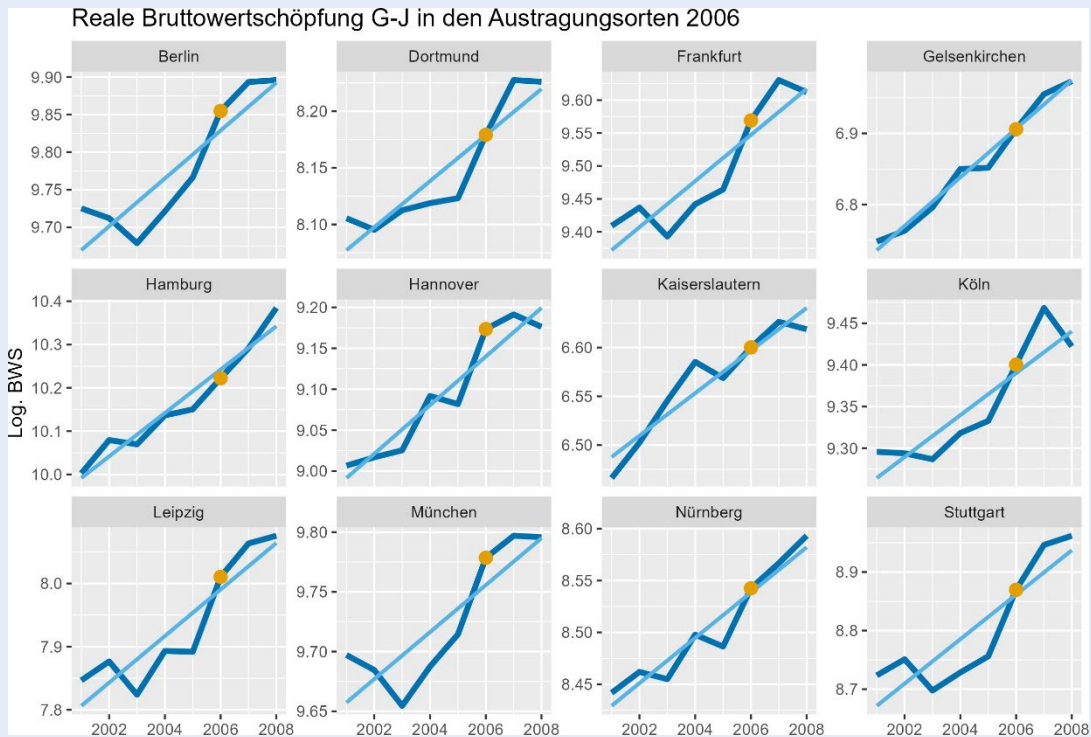 Reale Bruttowertschöpfung G-J in den Austragungsorten 2006
Log. BWS
Berlin
9.90
9.85
9.80
9.75
9.70
Dortmund
8.20
8.15
8.10
Frankfurt
9.60
9.55
9.50
9.45
9.40
Gelsenkirchen
6.9
6.8
Hamburg
10.4
10.3
10.2
10.1
10.0
Hannover
9.20
9.15
9.10
9.05
9.00
Kaiserslautern
6.60
6.55
6.50
Köln
9.45
9.40
9.35
9.30
Leipzig
8.0
7.9
7.8
2002 2004 2006 2008
München
9.80
9.75
9.70
9.65
2002 2004 2006 2008
Nürnberg
8.60
8.55
8.50
8.45
2002 2004 2006 2008
Stuttgart
8.9
8.8
8.7
2002 2004 2006 2008